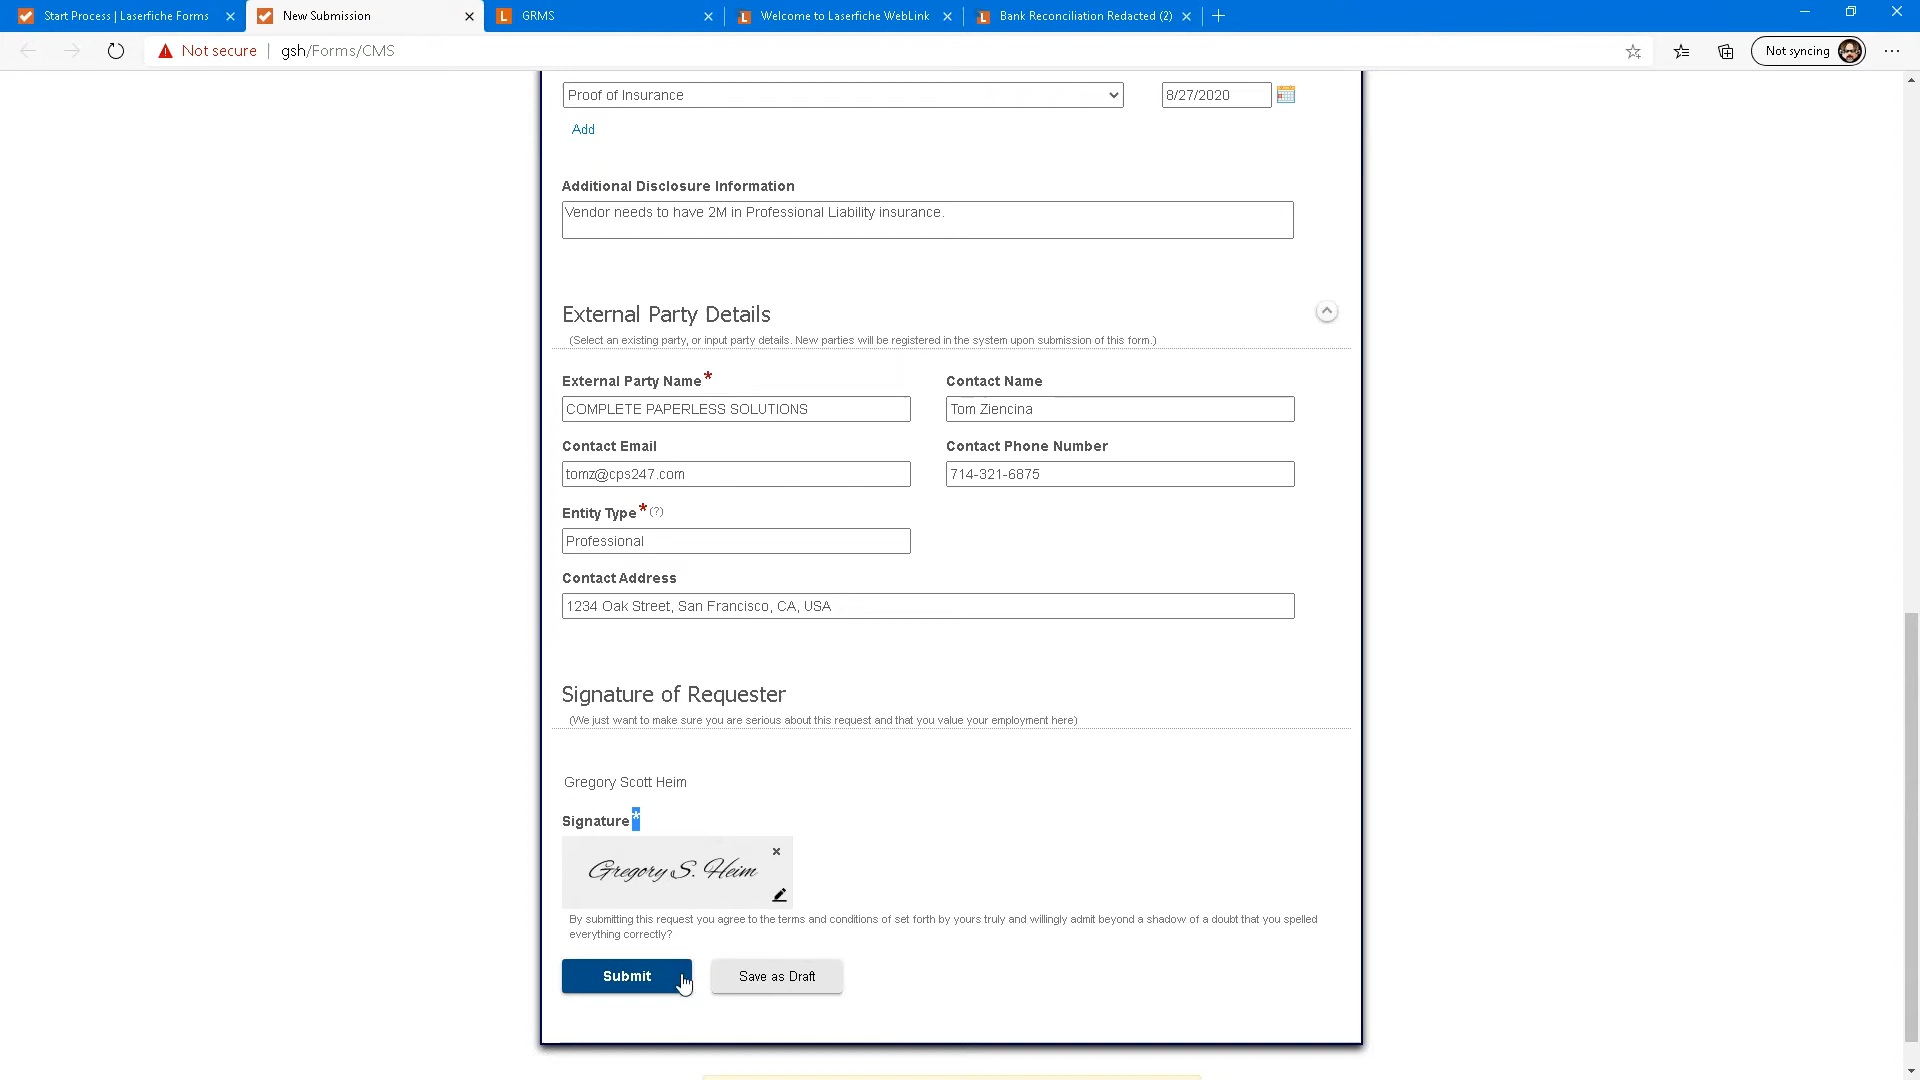 Start Process | Laserfiche Forms
New Submission
GRMS
Welcome to Laserfiche WebLink
Bank Reconciliation Redacted (2)
Not secure
gsh/Forms/CMS
Not syncing
Proof of Insurance
8/27/2020
Add
Additional Disclosure Information
Vendor needs to have 2M in Professional Liability insurance.
External Party Details
(Select an existing party, or input party details. New parties will be registered in the system upon submission of this form.)
External Party Name*
Contact Name
COMPLETE PAPERLESS SOLUTIONS
Tom Ziencina
Contact Email
Contact Phone Number
tomz@cps247.com
714-321-6875
Entity Type* (?)
Professional
Contact Address
1234 Oak Street, San Francisco, CA, USA
Signature of Requester
(We just want to make sure you are serious about this request and that you value your employment here)
Gregory Scott Heim
Signature*
Gregory S. Heim
By submitting this request you agree to the terms and conditions of set forth by yours truly and willingly admit beyond a shadow of a doubt that you spelled
everything correctly?
Submit
Save as Draft